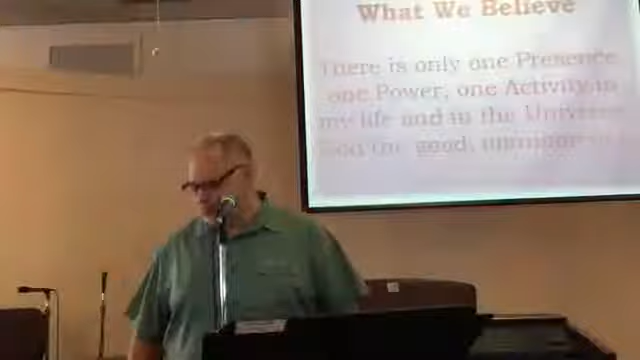 What We Believe
There is only one Presence
one Power, one Activity in
my life and in the Universe
God the good, omnipotent